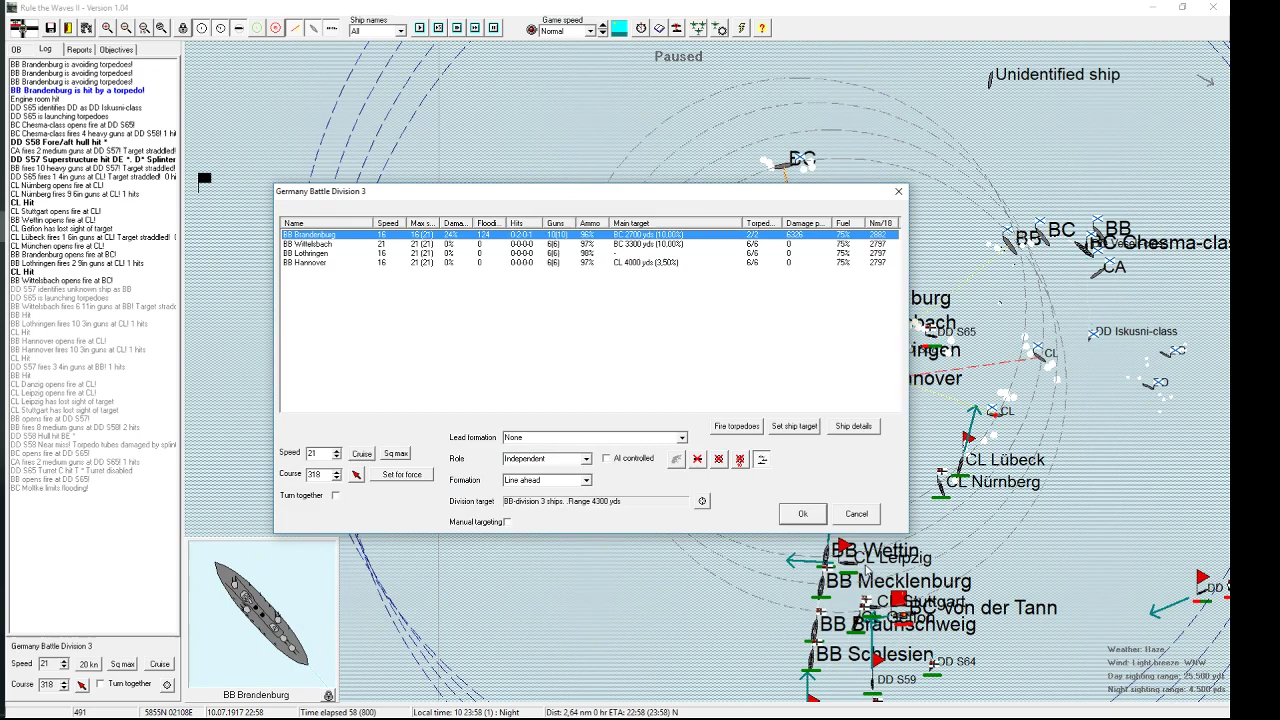 Rule the Waves II - Version 1.04
Ship names
All
Game speed
Normal
OB Log Reports Objectives
BB Brandenburg is avoiding torpedoes!
BB Brandenburg is avoiding torpedoes!
BB Brandenburg is avoiding torpedoes!
BB Brandenburg is hit by a torpedo!
Engine room hit
DD S65 identifies DD as DD Iskusni-class
DD S65 is launching torpedoes
BC Chesma-class opens fire at DD S65!
BC Chesma-class fires 4 heavy guns at DD S58! 1 hi
DD S58 Fore/aft hull hit *
CA fires 2 medium guns at DD S57! Target straddled!
DD S57 Superstructure hit DE *. D* Splinter
BB fires 10 heavy guns at DD S57! Target straddled!
DD S65 fires 1 4in guns at CA! Target straddled! 0 hi
CL Nürnberg opens fire at CL!
CL Nürnberg fires 9 6in guns at CL! 1 hits
CL Hit
CL Stuttgart opens fire at CL!
BB Wettin opens fire at CL!
CL Gefion has lost sight of target
CL Lübeck fires 1 6in guns at CL! Target straddled!
CL München opens fire at CL!
BB Brandenburg opens fire at BC!
BB Lothringen fires 2 9in guns at CL! 1 hits
CL Hit
BB Wittelsbach opens fire at BC!
DD S57 identifies unknown ship as BB
DD S65 is launching torpedoes
BB Wittelsbach fires 6 11in guns at BB! Target stradd
BB Hit
BB Lothringen fires 10 3in guns at CL! 1 hits
CL Hit
BB Hannover opens fire at CL!
BB Hannover fires 10 3in guns at CL! 1 hits
CL Hit
DD S57 fires 3 4in guns at BB! 1 hits
BB Hit
CL Danzig opens fire at CL!
CL Leipzig opens fire at CL!
CL Stuttgart has lost sight of target
BB opens fire at DD S57!
BB fires 8 medium guns at DD S58! 2 hits
DD S58 Hull hit BE *
DD S58 Near miss! Torpedo tubes damaged by splin
BC opens fire at DD S65!
CA fires 2 medium guns at DD S65! 1 hits
DD S65 Turret C hit T * Turret disabled
BB opens fire at DD S65!
BC Moltke limits flooding!
Paused
Unidentified ship
BC
BB
BC
BB
Chesma-clas
CA
DD Iskusni-class
CL
CL
DD S65
CL Lübeck
CL Nürnberg
Germany Battle Division 3
Name Speed Max s... Dama... Floodi... Hits Guns Ammo Main target Torped... Damage p... Fuel Nm/18
BB Brandenburg 16 16 (21) 24% 124 0-2-0-1 10(10) 96% BC 2700 yds (10,00%) 2/2 6326 75% 2882
BB Wittelsbach 21 21 (21) 0% 0 0-0-0-0 6(6) 97% BC 3300 yds (10,00%) 6/6 0 75% 2797
BB Lothringen 16 21 (21) 0% 0 0-0-0-0 6(6) 98% - 6/6 0 75% 2797
BB Hannover 16 21 (21) 0% 0 0-0-0-0 6(6) 97% CL 4000 yds (3,50%) 6/6 0 75% 2797
Fire torpedoes Set ship target Ship details
Lead formation None
Speed 21 Cruise Sq max
Role Independent AI controlled
Course 318 Set for force
Formation Line ahead
Turn together
Division target BB-division 3 ships. .Range 4300 yds
Manual targeting
Ok Cancel
burg
bach
ingen
nnover
BB Wettin
CL Leipzig
BB Mecklenburg
CL Stuttgart
BC von der Tann
CL Gefion
BB Braunschweig
BB Schlesien
DD S64
DD S59
DD
Weather: Haze
Wind: Light breeze WNW
Day sighting range: 25.500 yds
Night sighting range: 4.500 yds
Germany Battle Division 3
Speed 21 20 kn Sq max Cruise
Course 318 Turn together
BB Brandenburg
491 5855N 02108E 10.07.1917 22:58 Time elapsed 58 (800) Local time: 10 23:58 (1) : Night Dist: 2,64 nm 0 hr ETA: 22:58 (23:58) N